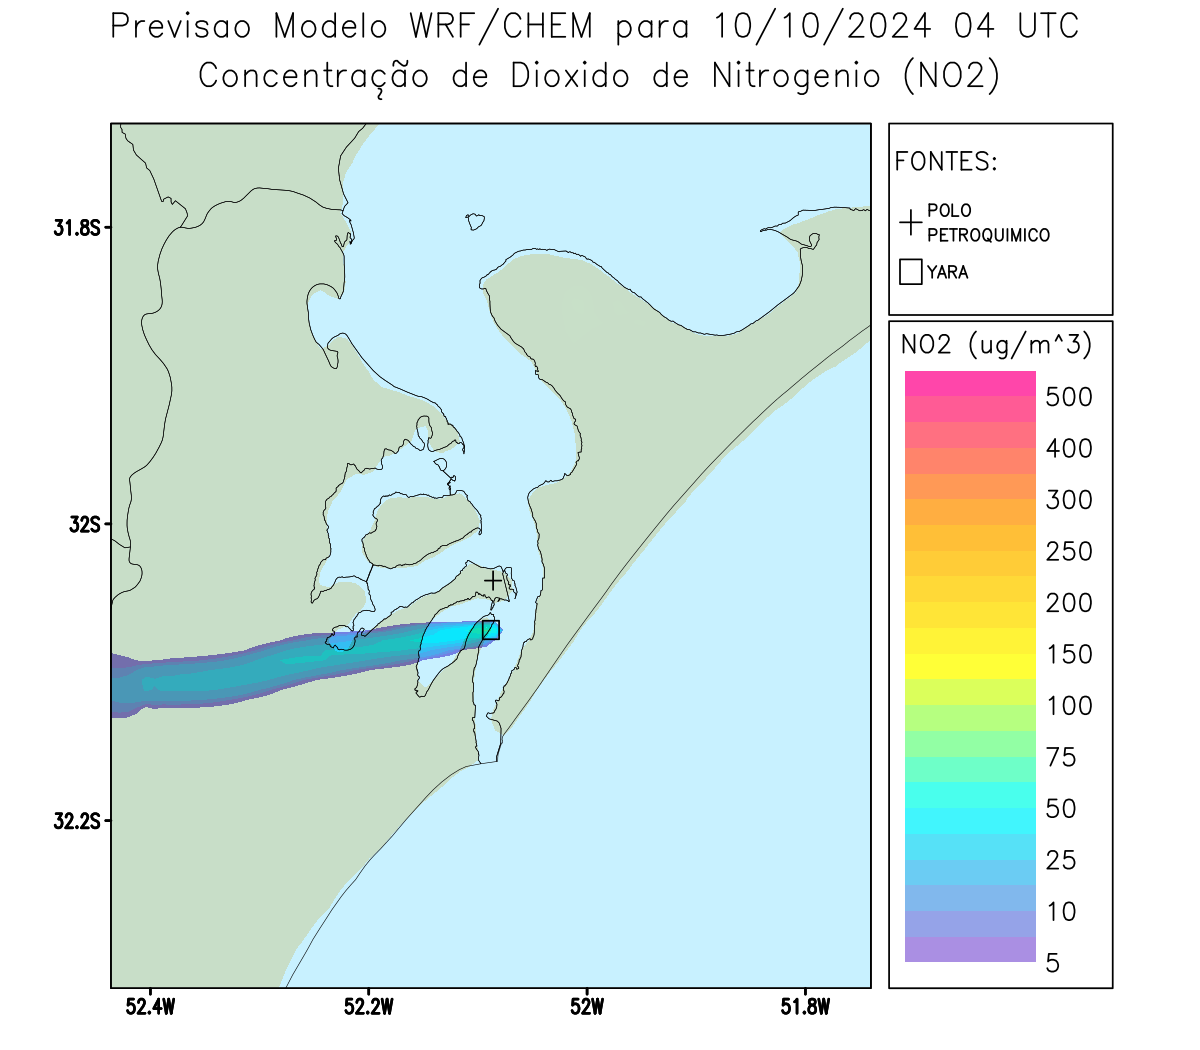 Previsao Modelo WRF/CHEM para 10/10/2024 04 UTC
Concentração de Dioxido de Nitrogenio (NO2)
FONTES:
POLO
PETROQUIMICO
YARA
NO2 (ug/m^3)
500
400
300
250
200
150
100
75
50
25
10
5
31.8S
32S
32.2S
52.4W
52.2W
52W
51.8W